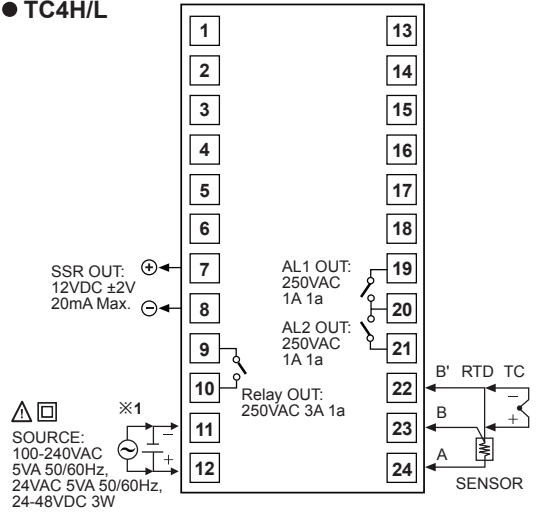 ● TC4H/L
1
13
2
14
3
15
4
16
5
17
6
18
SSR OUT:
12VDC ±2V
20mA Max.
+
7
−
8
AL1 OUT:
250VAC
1A 1a
19
20
AL2 OUT:
250VAC
1A 1a
21
9
10
Relay OUT:
250VAC 3A 1a
B' RTD TC
22
−
+
B
23
A
24
SENSOR
※1
−
+
11
12
SOURCE:
100-240VAC
5VA 50/60Hz,
24VAC 5VA 50/60Hz,
24-48VDC 3W